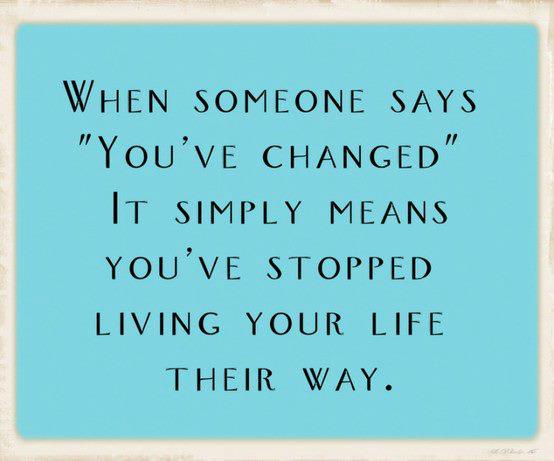 When someone says
"You've changed"
It simply means
you've stopped
living your life
their way.